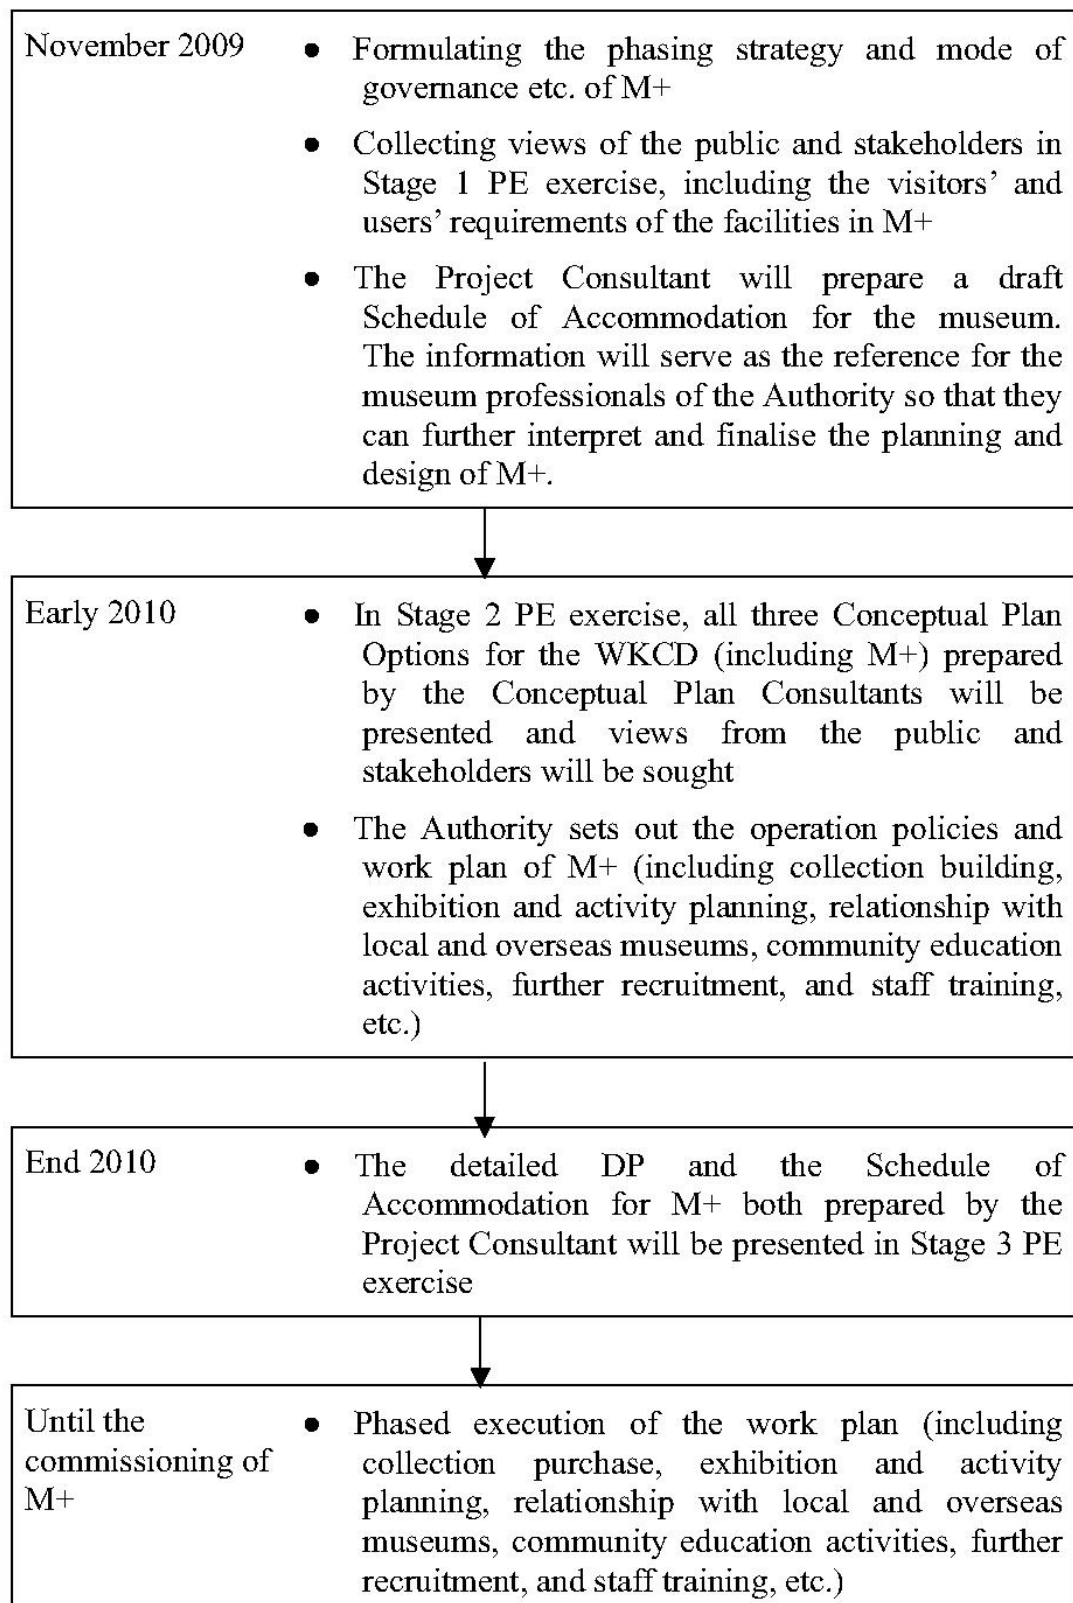 November 2009
● Formulating the phasing strategy and mode of
governance etc. of M+
● Collecting views of the public and stakeholders in
Stage 1 PE exercise, including the visitors’ and
users’ requirements of the facilities in M+
● The Project Consultant will prepare a draft
Schedule of Accommodation for the museum.
The information will serve as the reference for the
museum professionals of the Authority so that they
can further interpret and finalise the planning and
design of M+.
Early 2010
● In Stage 2 PE exercise, all three Conceptual Plan
Options for the WKCD (including M+) prepared
by the Conceptual Plan Consultants will be
presented and views from the public and
stakeholders will be sought
● The Authority sets out the operation policies and
work plan of M+ (including collection building,
exhibition and activity planning, relationship with
local and overseas museums, community education
activities, further recruitment, and staff training,
etc.)
End 2010
● The detailed DP and the Schedule of
Accommodation for M+ both prepared by the
Project Consultant will be presented in Stage 3 PE
exercise
Until the
commissioning of
M+
● Phased execution of the work plan (including
collection purchase, exhibition and activity
planning, relationship with local and overseas
museums, community education activities, further
recruitment, and staff training, etc.)